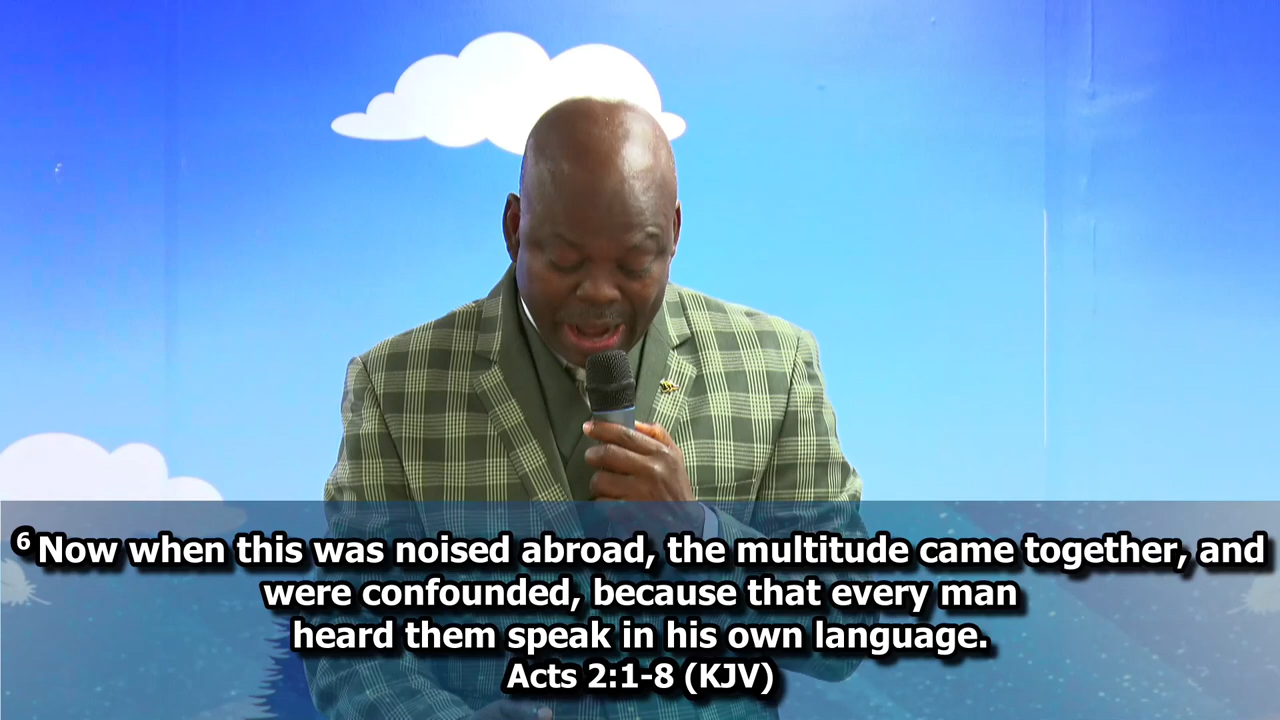 6 Now when this was noised abroad, the multitude came together, and
were confounded, because that every man
heard them speak in his own language.
Acts 2:1-8 (KJV)